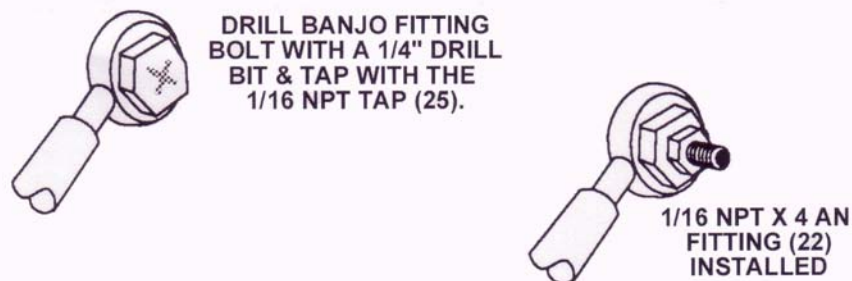 DRILL BANJO FITTING
BOLT WITH A 1/4" DRILL
BIT & TAP WITH THE
1/16 NPT TAP (25).
1/16 NPT X 4 AN
FITTING (22)
INSTALLED